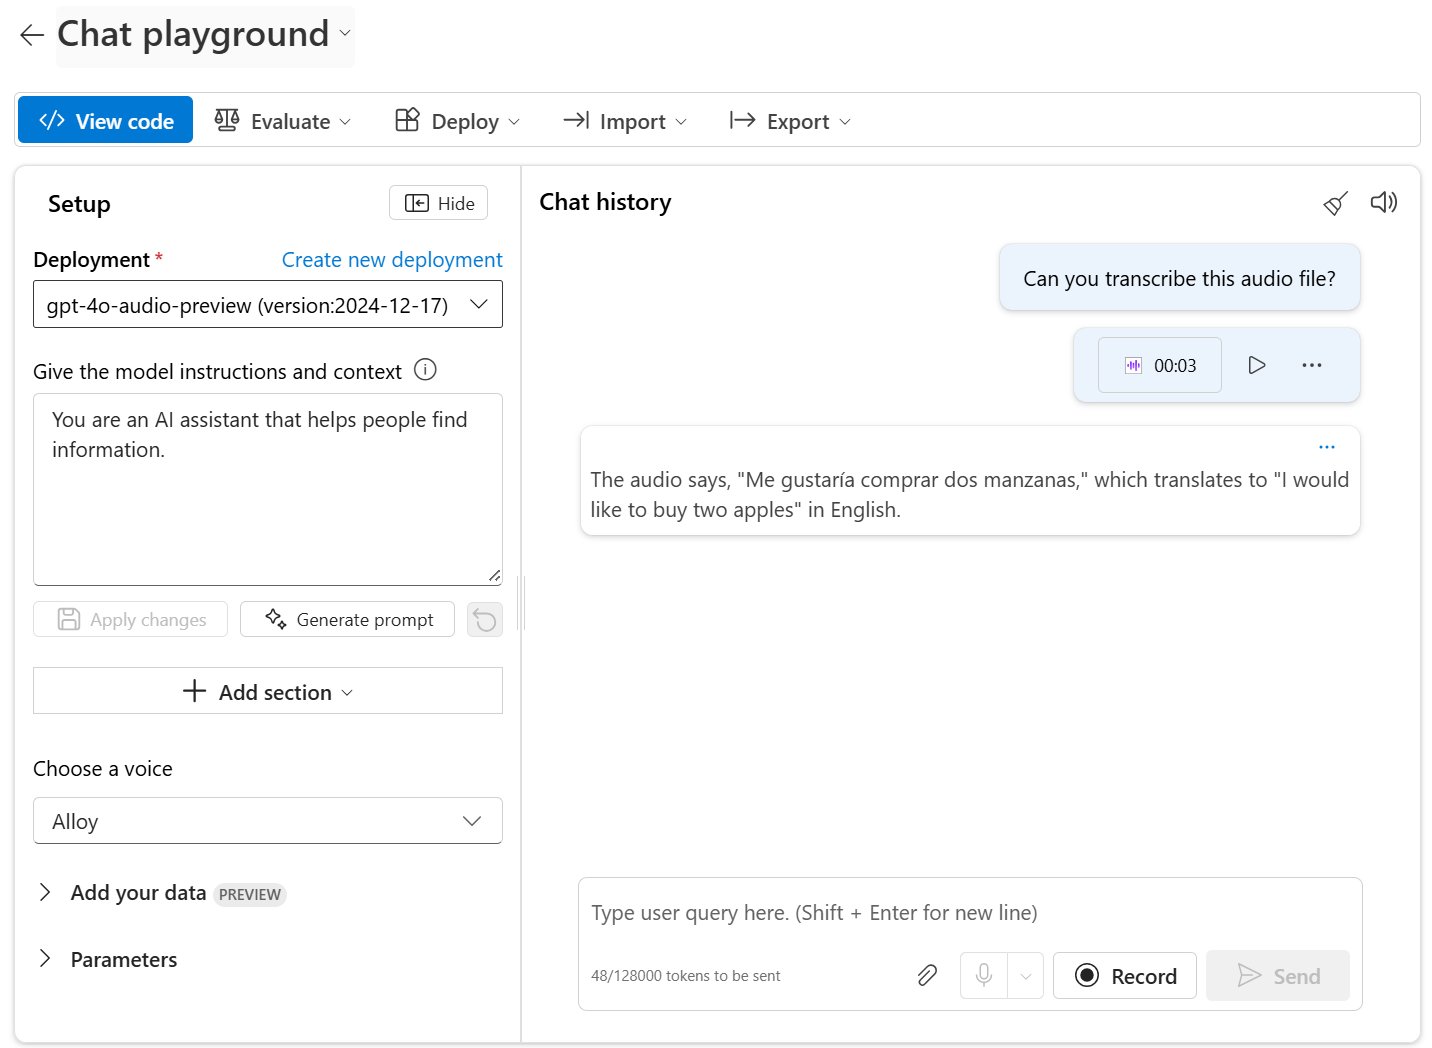 Chat playground
View code
Evaluate
Deploy
Import
Export
Setup
Hide
Deployment *
Create new deployment
gpt-4o-audio-preview (version:2024-12-17)
Give the model instructions and context
You are an AI assistant that helps people find
information.
Apply changes
Generate prompt
Add section
Choose a voice
Alloy
Add your data PREVIEW
Parameters
Chat history
Can you transcribe this audio file?
00:03
The audio says, "Me gustaría comprar dos manzanas," which translates to "I would
like to buy two apples" in English.
Type user query here. (Shift + Enter for new line)
48/128000 tokens to be sent
Record
Send